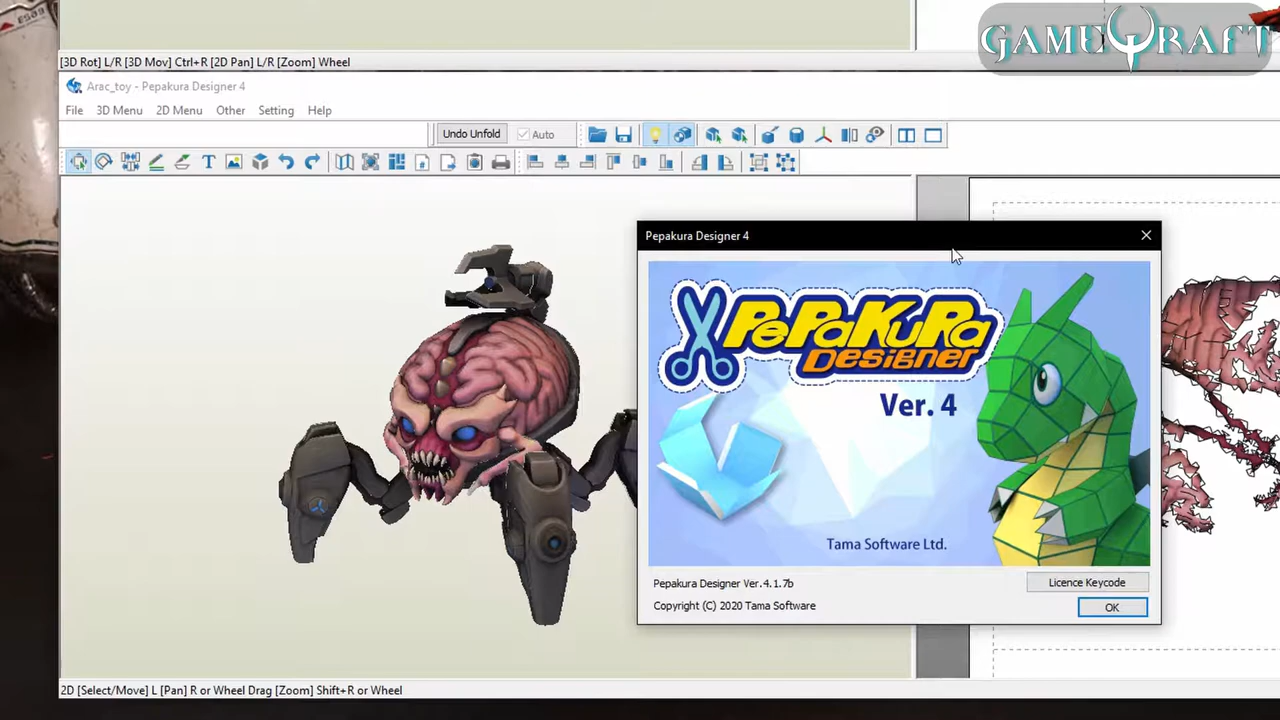 GAMECRAFT
[3D Rot] L/R [3D Mov] Ctrl+R [2D Pan] L/R [Zoom] Wheel
Arac_toy - Pepakura Designer 4
File 3D Menu 2D Menu Other Setting Help
Undo Unfold Auto
Pepakura Designer 4
PePaKuRa
Designer
Ver. 4
Tama Software Ltd.
Pepakura Designer Ver.4.1.7b
Licence Keycode
Copyright (C) 2020 Tama Software
OK
2D [Select/Move] L [Pan] R or Wheel Drag [Zoom] Shift+R or Wheel